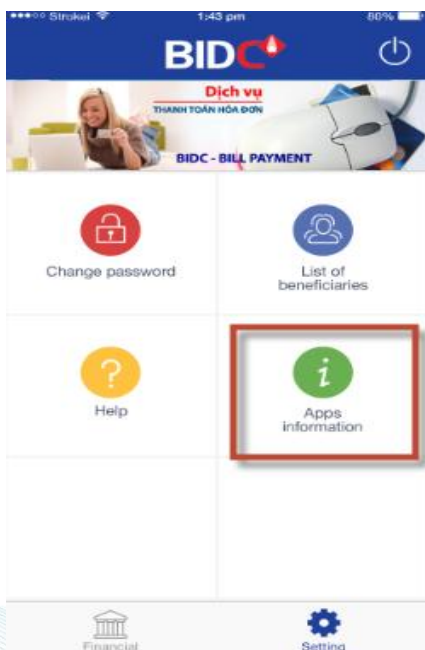 Strokei 1:43 pm 80%
BIDC
Dịch vụ
THANH TOÁN HÓA ĐƠN
BIDC - BILL PAYMENT
Change password
List of
beneficiaries
?
Help
i
Apps
information
Financial
Setting